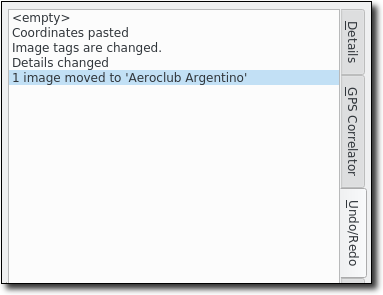 <empty>
Coordinates pasted
Image tags are changed.
Details changed
1 image moved to 'Aeroclub Argentino'
Details
GPS Correlator
Undo/Redo